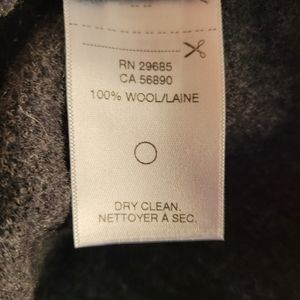 RN 29685
CA 56890
100% WOOL/LAINE
DRY CLEAN.
NETTOYER À SEC.